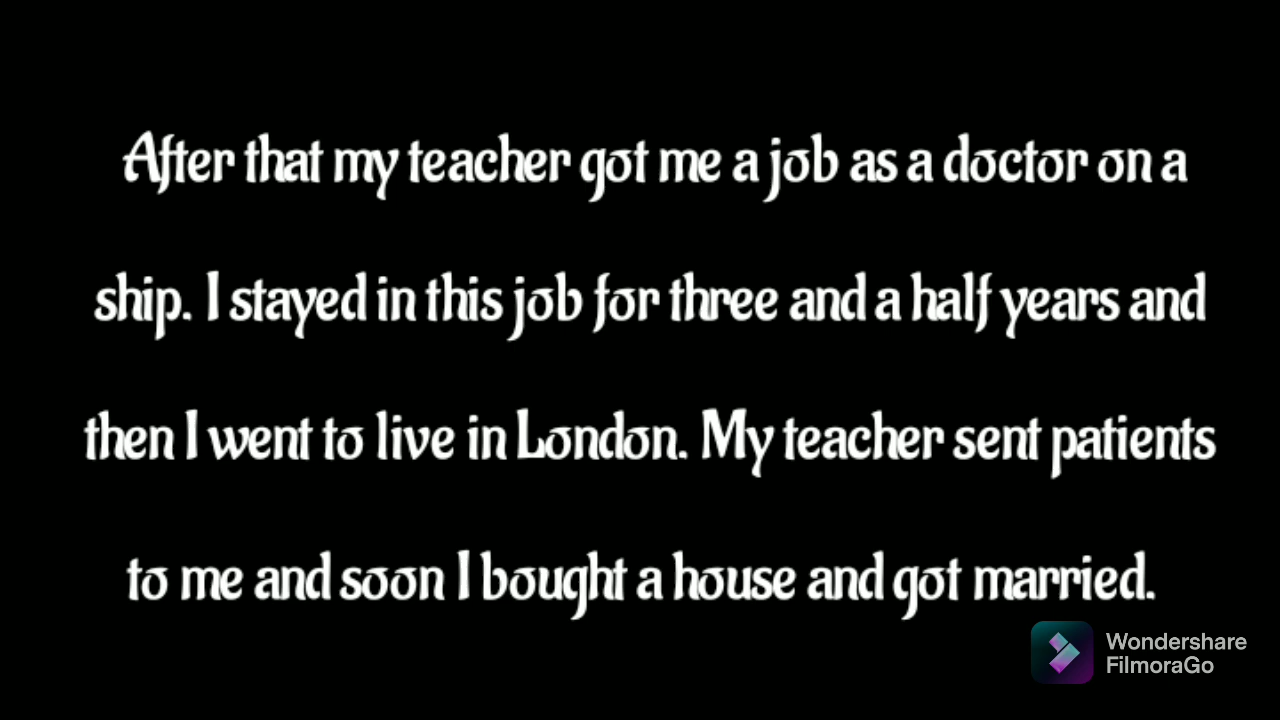 After that my teacher got me a job as a doctor on a
ship. I stayed in this job for three and a half years and
then I went to live in London. My teacher sent patients
to me and soon I bought a house and got married.
Wondershare
FilmoraGo